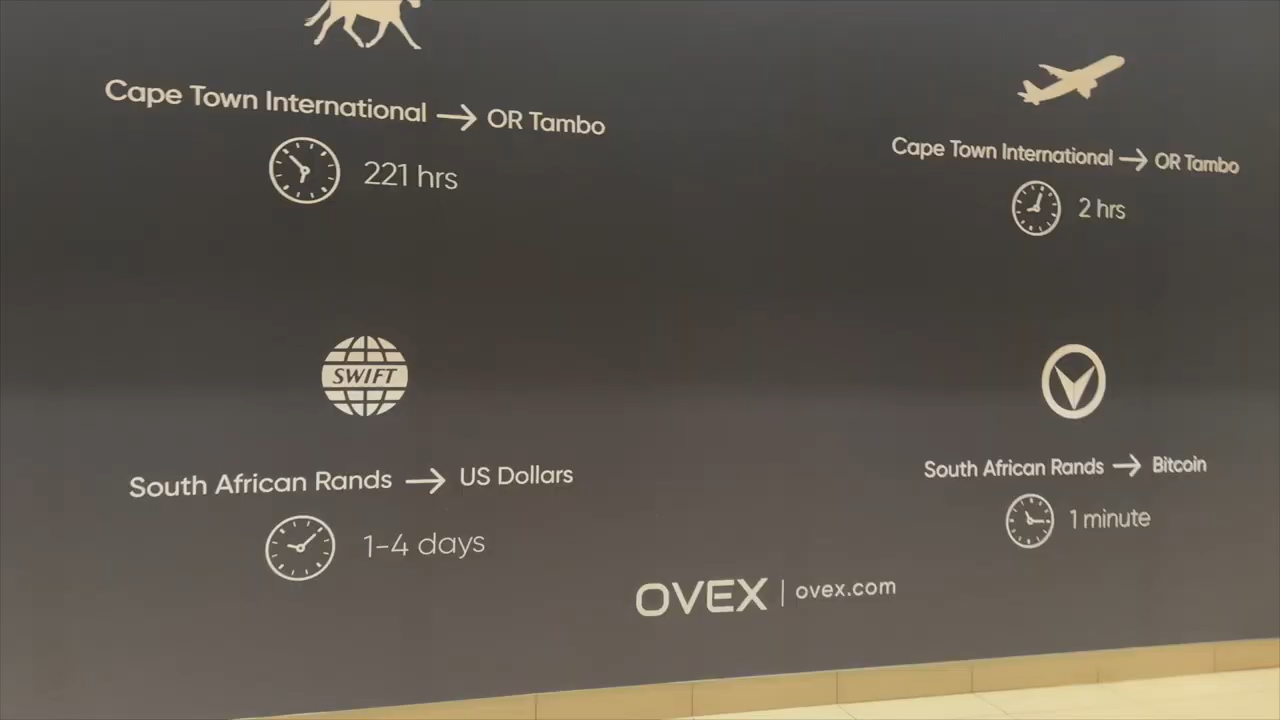 Cape Town International → OR Tambo
221 hrs
Cape Town International → OR Tambo
2 hrs
SWIFT
South African Rands → US Dollars
1-4 days
South African Rands → Bitcoin
1 minute
OVEX | ovex.com